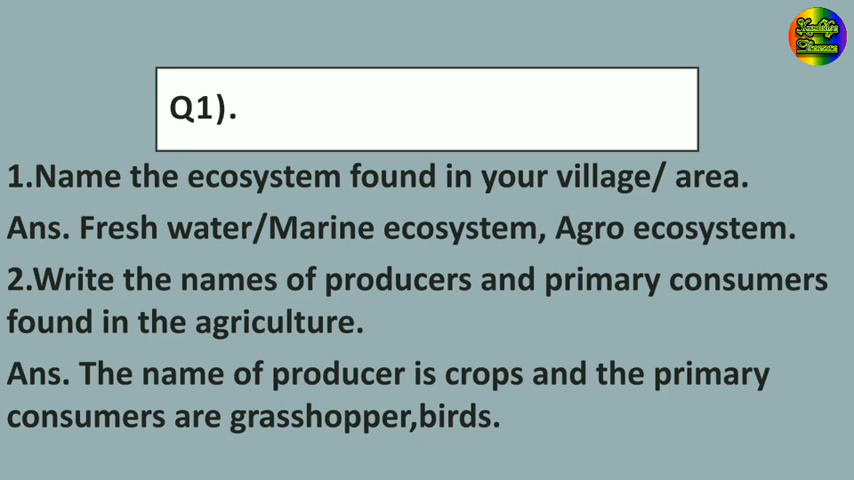 Q1).
1.Name the ecosystem found in your village/ area.
Ans. Fresh water/Marine ecosystem, Agro ecosystem.
2.Write the names of producers and primary consumers
found in the agriculture.
Ans. The name of producer is crops and the primary
consumers are grasshopper,birds.